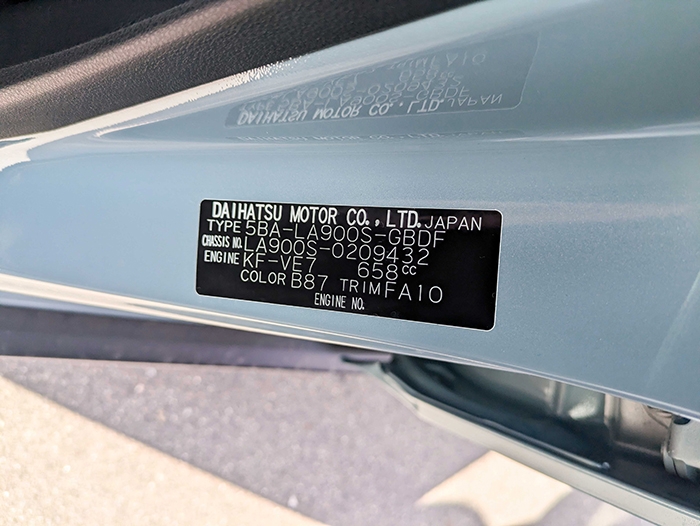 DAIHATSU MOTOR CO., LTD. JAPAN
TYPE 5BA-LA900S-GBDF
CHASSIS NO. LA900S-0209432
ENGINE KF-VE7 658cc
COLOR B87 TRIM FA10
ENGINE NO.